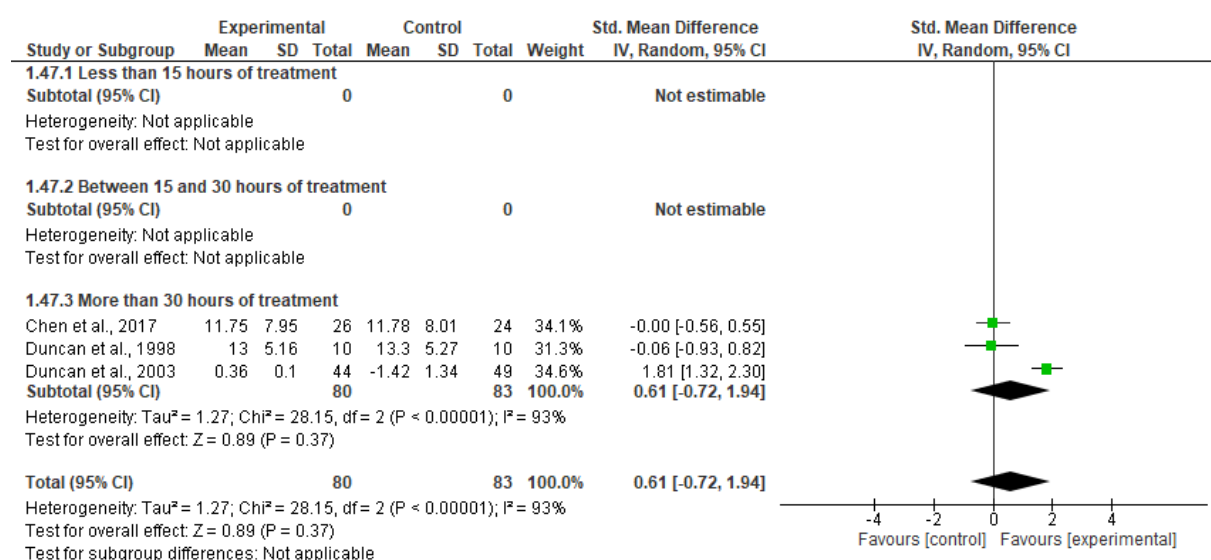 Experimental Control Std. Mean Difference Std. Mean Difference
Study or Subgroup Mean SD Total Mean SD Total Weight IV, Random, 95% CI IV, Random, 95% CI
1.47.1 Less than 15 hours of treatment
Subtotal (95% CI) 0 0 Not estimable
Heterogeneity: Not applicable
Test for overall effect: Not applicable
1.47.2 Between 15 and 30 hours of treatment
Subtotal (95% CI) 0 0 Not estimable
Heterogeneity: Not applicable
Test for overall effect: Not applicable
1.47.3 More than 30 hours of treatment
Chen et al., 2017 11.75 7.95 26 11.78 8.01 24 34.1% -0.00 [-0.56, 0.55]
Duncan et al., 1998 13 5.16 10 13.3 5.27 10 31.3% -0.06 [-0.93, 0.82]
Duncan et al., 2003 0.36 0.1 44 -1.42 1.34 49 34.6% 1.81 [1.32, 2.30]
Subtotal (95% CI) 80 83 100.0% 0.61 [-0.72, 1.94]
Heterogeneity: Tau² = 1.27; Chi² = 28.15, df = 2 (P < 0.00001); I² = 93%
Test for overall effect: Z = 0.89 (P = 0.37)
Total (95% CI) 80 83 100.0% 0.61 [-0.72, 1.94]
Heterogeneity: Tau² = 1.27; Chi² = 28.15, df = 2 (P < 0.00001); I² = 93%
Test for overall effect: Z = 0.89 (P = 0.37)
Test for subgroup differences: Not applicable
-4 -2 0 2 4
Favours [control] Favours [experimental]